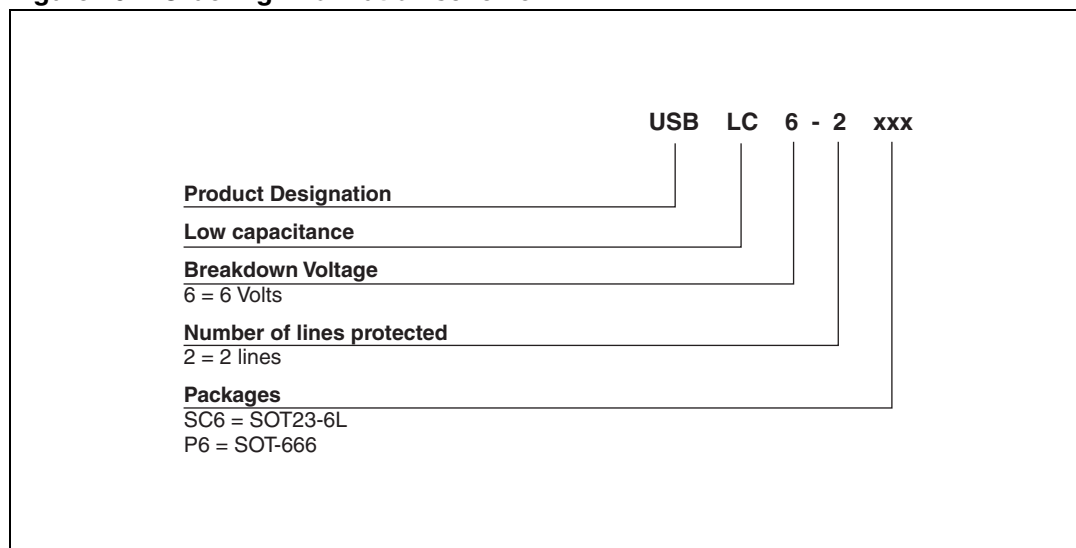 USB LC 6 - 2 xxx
Product Designation
Low capacitance
Breakdown Voltage
6 = 6 Volts
Number of lines protected
2 = 2 lines
Packages
SC6 = SOT23-6L
P6 = SOT-666